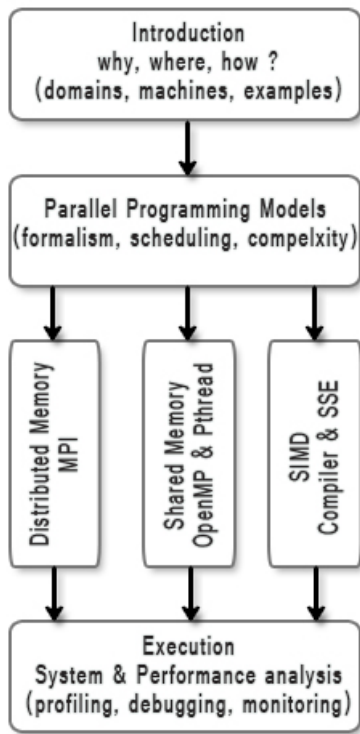 Introduction
why, where, how ?
(domains, machines, examples)
Parallel Programming Models
(formalism, scheduling, compelxity)
Distributed Memory
MPI
Shared Memory
OpenMP & Pthread
SIMD
Compiler & SSE
Execution
System & Performance analysis
(profiling, debugging, monitoring)